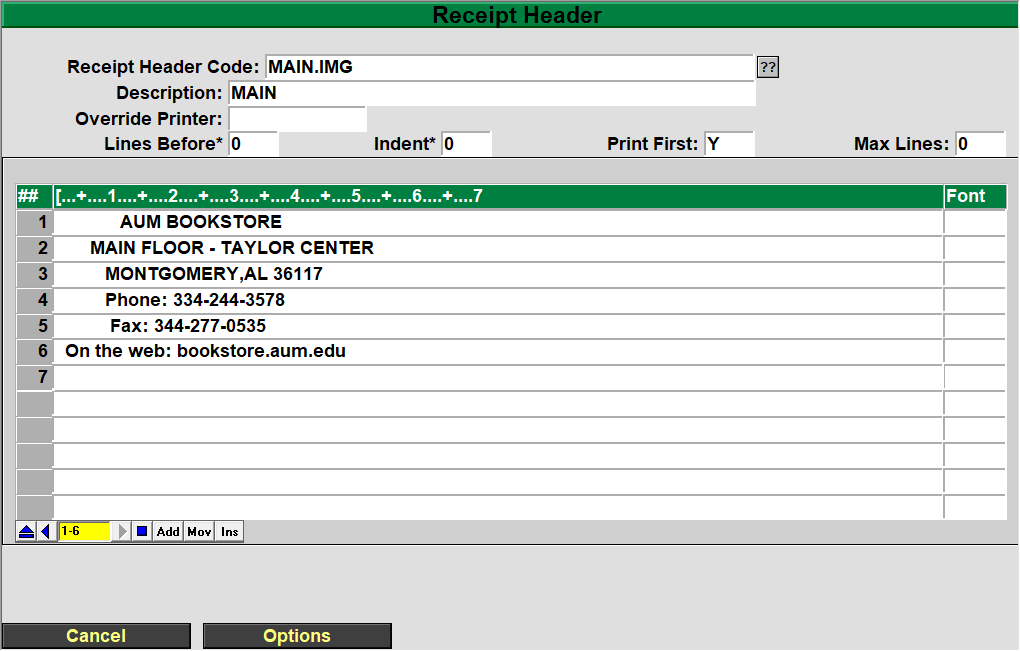 Receipt Header
Receipt Header Code: MAIN.IMG ??
Description: MAIN
Override Printer:
Lines Before* 0 Indent* 0 Print First: Y Max Lines: 0
## [...+....1....+....2....+....3....+....4....+....5....+....6....+....7 Font
1 AUM BOOKSTORE
2 MAIN FLOOR - TAYLOR CENTER
3 MONTGOMERY,AL 36117
4 Phone: 334-244-3578
5 Fax: 344-277-0535
6 On the web: bookstore.aum.edu
7
1-6 Add Mov Ins
Cancel Options